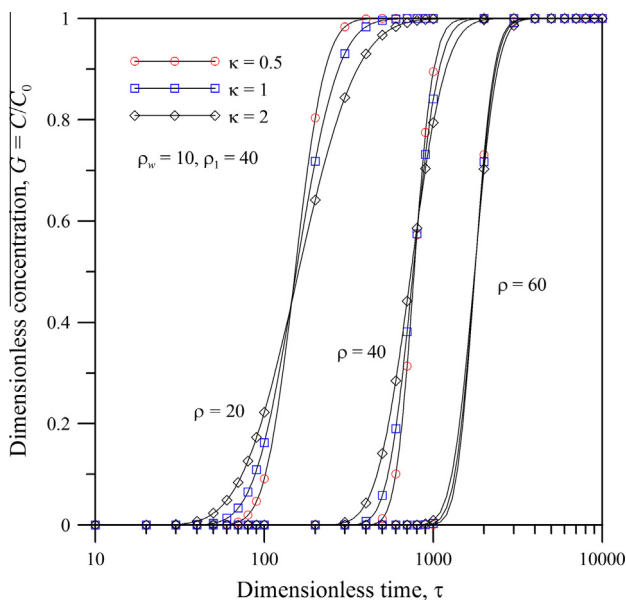 Dimensionless concentration, G = C/C₀
1
0.8
0.6
0.4
0.2
0
κ = 0.5
κ = 1
κ = 2
ρw = 10, ρ₁ = 40
ρ = 60
ρ = 40
ρ = 20
10
100
1000
10000
Dimensionless time, τ